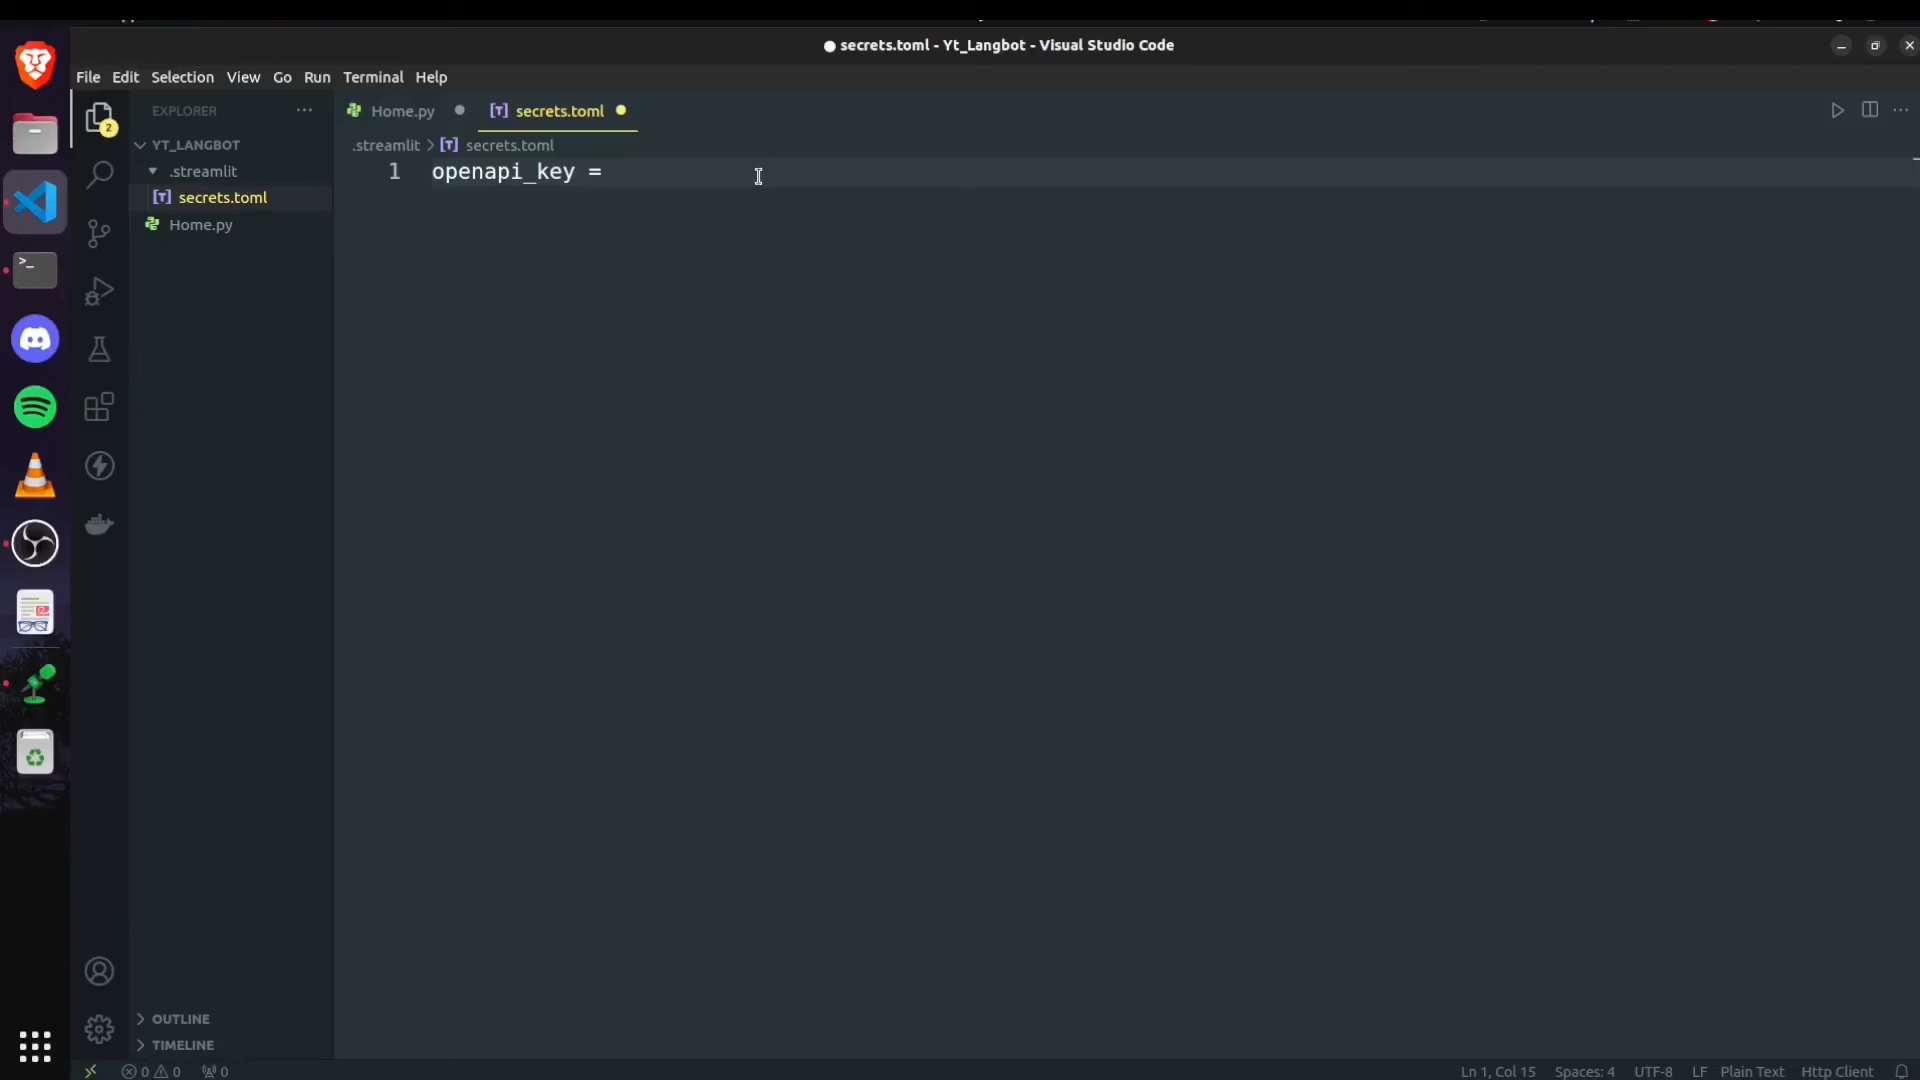 secrets.toml - Yt_Langbot - Visual Studio Code
File Edit Selection View Go Run Terminal Help
EXPLORER
Home.py
secrets.toml
YT_LANGBOT
.streamlit > secrets.toml
.streamlit
1 openapi_key =
secrets.toml
Home.py
OUTLINE
TIMELINE
0 0 0
Ln 1, Col 15 Spaces: 4 UTF-8 LF Plain Text Http Client